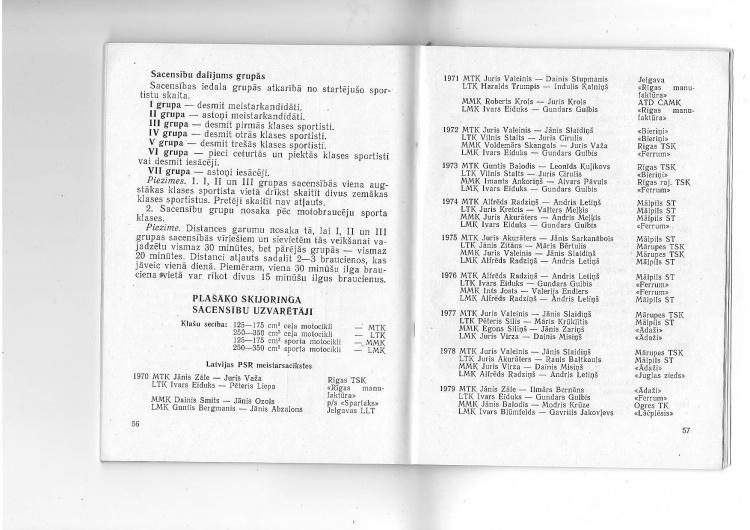 Sacensību dalījums grupās
Sacensības iedala grupās atkarībā no startējušo spor-
tistu skaita.
I grupa — desmit meistarkandidāti.
II grupa — astoņi meistarkandidāti.
III grupa — desmit pirmās klases sportisti.
IV grupa — desmit otrās klases sportisti.
V grupa — desmit trešās klases sportisti.
VI grupa — pieci ceturtās un piektās klases sportisti
vai desmit iesācēji.
VII grupa — astoņi iesācēji.
Piezīmes. 1. I, II un III grupas sacensībās viena aug-
stākas klases sportista vietā drīkst skaitīt divus zemākas
klases sportistus. Pretēji skaitīt nav atļauts.
2. Sacensību grupu nosaka pēc motobraucēju sporta
klases.
Piezīme. Distances garumu nosaka tā, lai I, II un III
grupas sacensībās vīriešiem un sievietēm tās veikšanai va-
jadzētu vismaz 30 minūtes, bet pārējās grupās — vismaz
20 minūtes. Distanci atļauts sadalīt 2—3 braucienos, kas
jāveic vienā dienā. Piemēram, viena 30 minūšu ilga brau-
ciena vietā var rīkot divus 15 minūšu ilgus braucienus.
PLAŠĀKO SKIJORINGA
SACENSĪBU UZVARĒTĀJI
Klašu secība: 125—175 cm³ ceļa motocikli — MTK
250—350 cm³ ceļa motocikli — LTK
125—175 cm³ sporta motocikli — MMK
250—350 cm³ sporta motocikli — LMK
Latvijas PSR meistarsacīkstes
1970 MTK Jānis Zāle — Juris Važa Rīgas TSK
LTK Ivars Eiduks — Pēteris Liepa «Rīgas manu-
faktūra»
MMK Dainis Smits — Jānis Ozols p/s «Spartaks»
LMK Guntis Bergmanis — Jānis Abzalons Jelgavas LLT
56
1971 MTK Juris Valeinis — Dainis Stupmanis Jelgava
LTK Haralds Trumpis — Indulis Kalniņš «Rīgas manu-
faktūra»
MMK Roberts Krols — Juris Krols ATD CAMK
LMK Ivars Eiduks — Gundars Gulbis «Rīgas manu-
faktūra»
1972 MTK Juris Valeinis — Jānis Slaidiņš «Bieriņi»
LTK Vilnis Stalts — Juris Cīrulis «Bieriņi»
MMK Voldemārs Skangals — Juris Važa Rīgas TSK
LMK Ivars Eiduks — Gundars Gulbis «Ferrum»
1973 MTK Guntis Balodis — Leonīds Kuļikovs Rīgas TSK
LTK Vilnis Stalts — Juris Cīrulis «Bieriņi»
MMK Imants Ankoriņš — Aivars Pāvuls Rīgas raj. TSK
LMK Ivars Eiduks — Gundars Gulbis «Ferrum»
1974 MTK Alfrēds Radziņš — Andris Letiņš Mālpils ST
LTK Juris Kreicis — Valters Meļķis Mālpils ST
MMK Juris Akurāters — Andris Meļķis Mālpils ST
LMK Ivars Eiduks — Gundars Gulbis «Ferrum»
1975 MTK Juris Akurāters — Jānis Sarkanābols Mālpils ST
LTK Jānis Zitāns — Māris Bērtulis Mārupes TSK
MMK Juris Valeinis — Jānis Slaidiņš Mārupes TSK
LMK Alfrēds Radziņš — Andris Letiņš Mālpils ST
1976 MTK Alfrēds Radziņš — Andris Letiņš Mālpils ST
LTK Ivars Eiduks — Gundars Gulbis «Ferrum»
MMK Ints Josts — Valerijs Endlers «Ferrum»
LMK Alfrēds Radziņš — Andris Letiņš Mālpils ST
1977 MTK Juris Valeinis — Jānis Slaidiņš Mārupes TSK
LTK Pēteris Silis — Māris Krūklītis Mālpils ST
MMK Egons Siliņš — Jānis Zariņš «Ādaži»
LMK Juris Virza — Dainis Misiņš «Ādaži»
1978 MTK Juris Valeinis — Jānis Slaidiņš Mārupes TSK
LTK Juris Akurāters — Rauls Baltkauls Mālpils ST
MMK Juris Virza — Dainis Misiņš «Ādaži»
LMK Alfrēds Radziņš — Andris Letiņš «Juglas zieds»
1979 MTK Jānis Zāle — Ilmārs Bernāns «Ādaži»
LTK Ivars Eiduks — Gundars Gulbis «Ferrum»
MMK Jānis Balodis — Modris Krūze Ogres TK
LMK Ivars Blūmfelds — Gavriils Jakovļevs «Lāčplēsis»
57